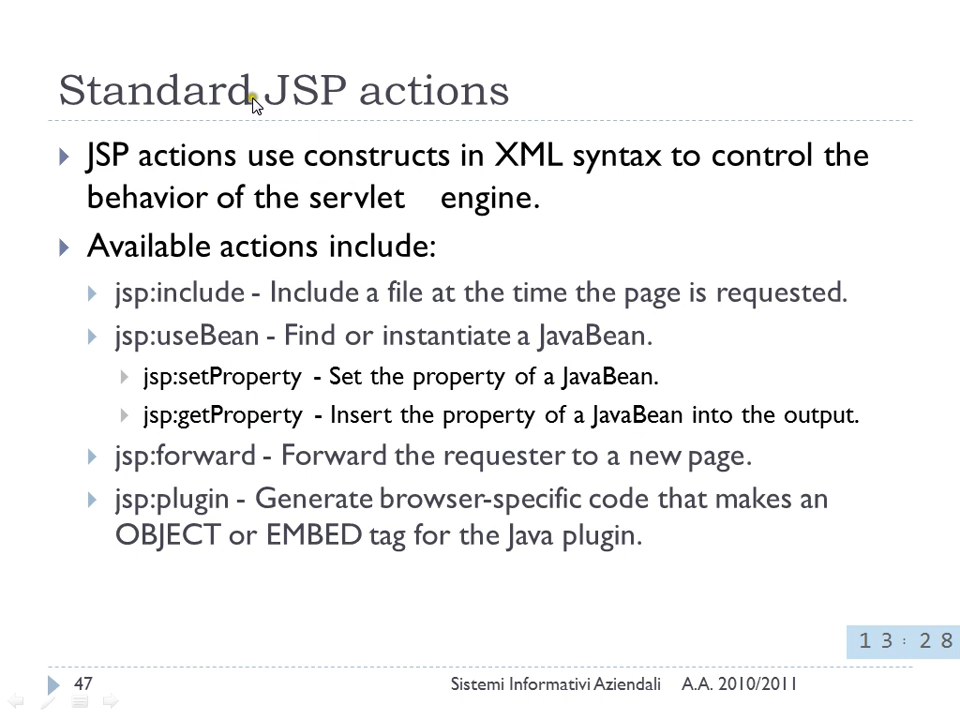 Standard JSP actions
JSP actions use constructs in XML syntax to control the
behavior of the servlet engine.
Available actions include:
jsp:include - Include a file at the time the page is requested.
jsp:useBean - Find or instantiate a JavaBean.
jsp:setProperty - Set the property of a JavaBean.
jsp:getProperty - Insert the property of a JavaBean into the output.
jsp:forward - Forward the requester to a new page.
jsp:plugin - Generate browser-specific code that makes an
OBJECT or EMBED tag for the Java plugin.
13:28
47 Sistemi Informativi Aziendali A.A. 2010/2011